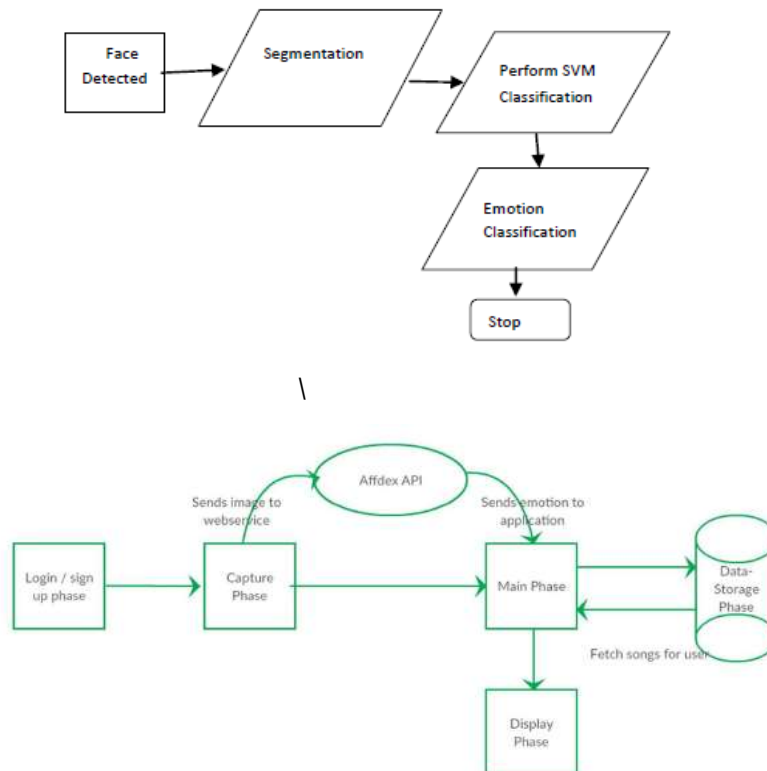 Face
Detected
Segmentation
Perform SVM
Classification
Emotion
Classification
Stop
\
Affdex API
Sends image to
webservice
Sends emotion to
application
Login / sign
up phase
Capture
Phase
Main Phase
Data-
Storage
Phase
Fetch songs for user
Display
Phase